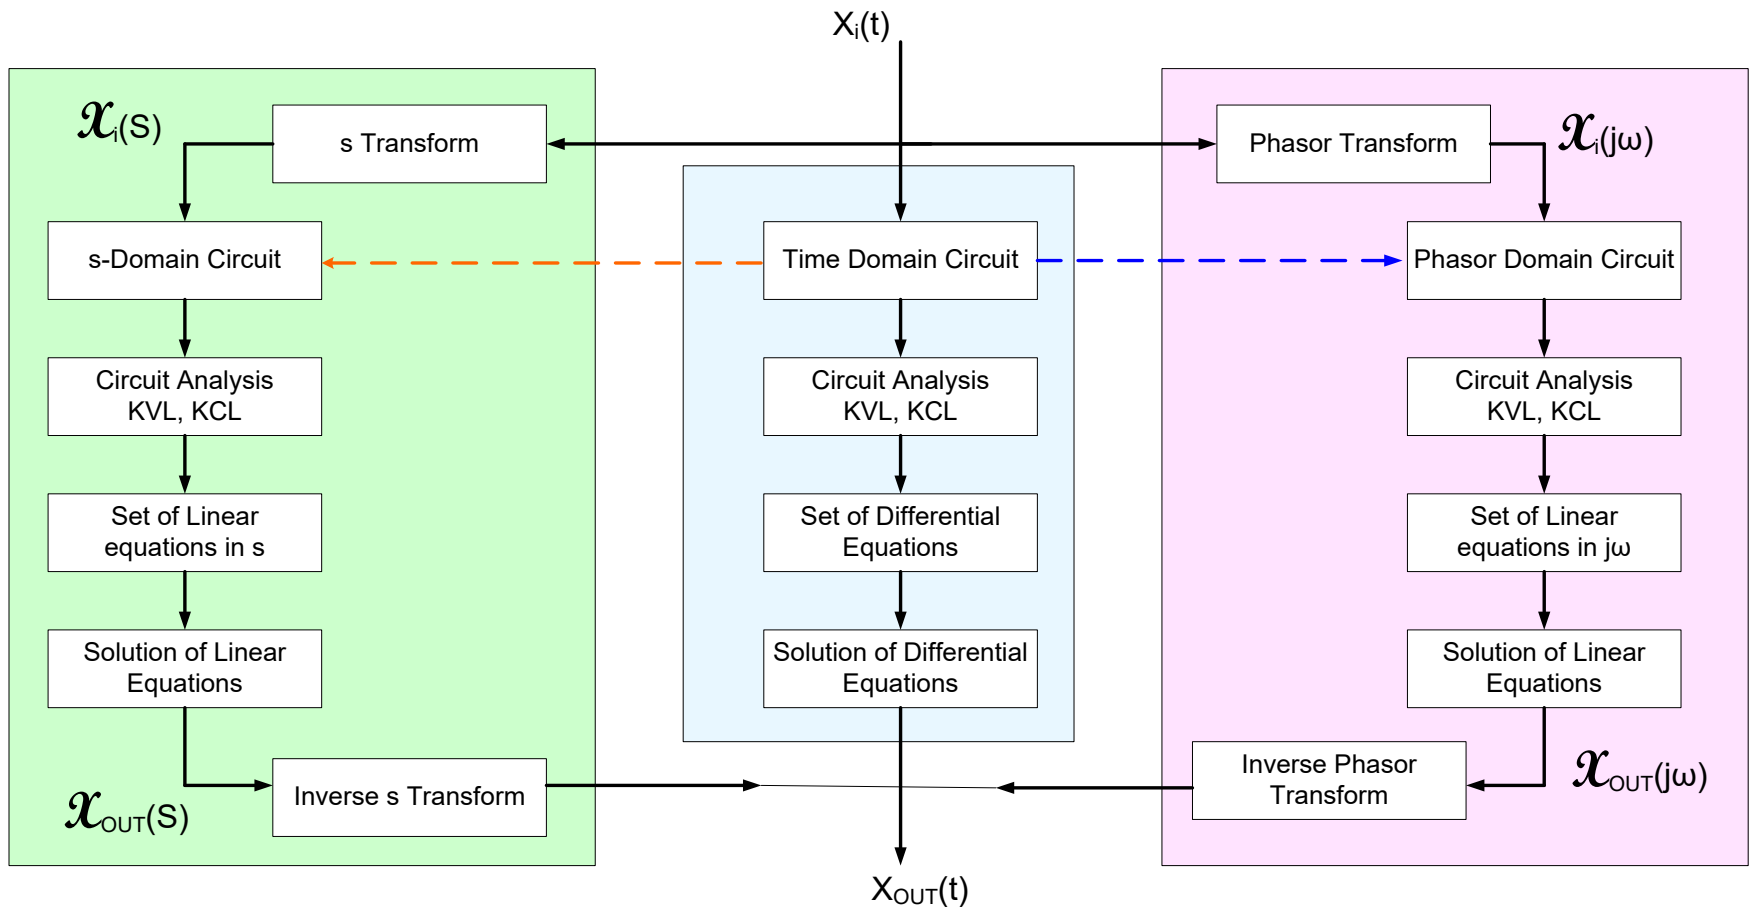 Xi(t)
𝒳i(S)
s Transform
Phasor Transform
𝒳i(jω)
s-Domain Circuit
Time Domain Circuit
Phasor Domain Circuit
Circuit Analysis
KVL, KCL
Circuit Analysis
KVL, KCL
Circuit Analysis
KVL, KCL
Set of Linear
equations in s
Set of Differential
Equations
Set of Linear
equations in jω
Solution of Linear
Equations
Solution of Differential
Equations
Solution of Linear
Equations
𝒳OUT(S)
Inverse s Transform
Inverse Phasor
Transform
𝒳OUT(jω)
XOUT(t)